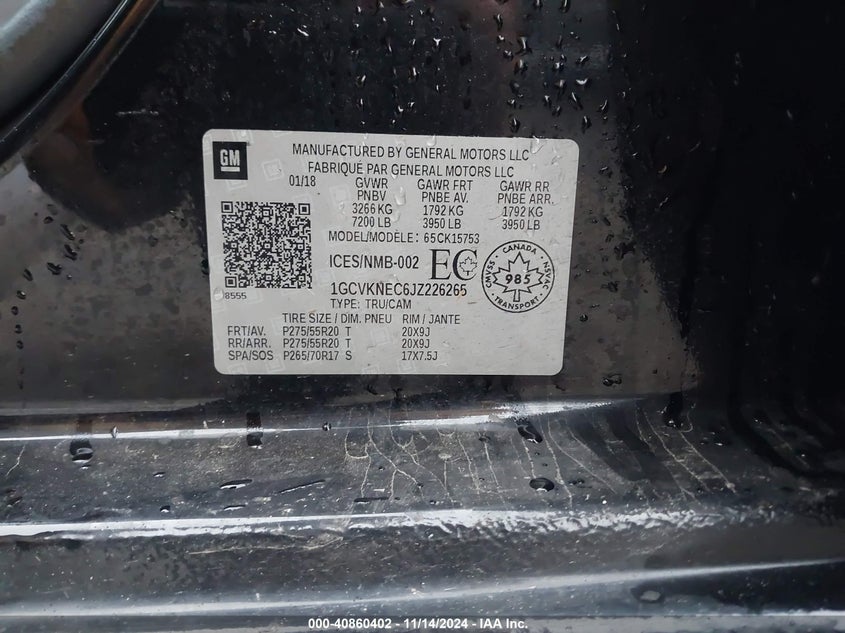 GM
MANUFACTURED BY GENERAL MOTORS LLC
FABRIQUÉ PAR GENERAL MOTORS LLC
01/18 GVWR GAWR FRT GAWR RR
PNBV PNBE AV. PNBE ARR.
3266 KG 1792 KG 1792 KG
7200 LB 3950 LB 3950 LB
MODEL/MODÈLE: 65CK15753
ICES/NMB-002 EC
CANADA
985
CMVSS NSVAC
1GCVKNEC6JZ226265
8555
TYPE: TRU/CAM
TIRE SIZE / DIM. PNEU RIM / JANTE
FRT/AV. P275/55R20 T 20X9J
RR/ARR. P275/55R20 T 20X9J
SPA/SOS P265/70R17 S 17X7.5J
000-40860402 - 11/14/2024 - IAA Inc.